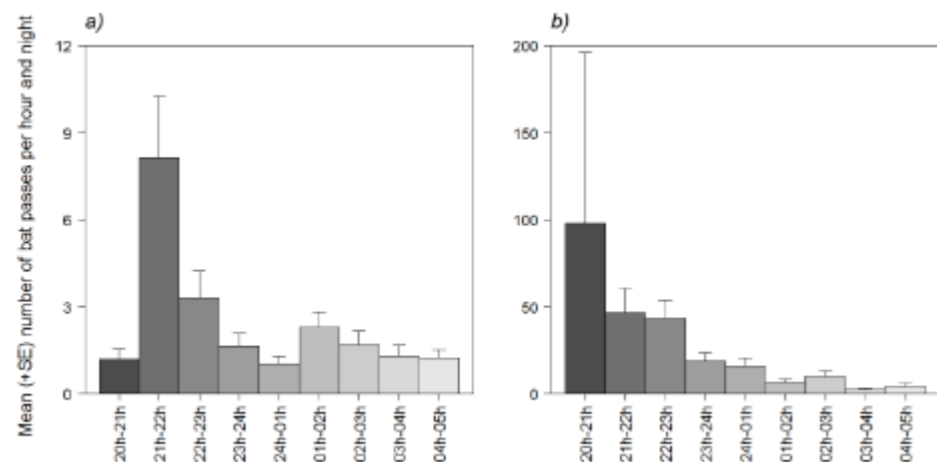 a)
b)
Mean (+SE) number of bat passes per hour and night
12
9
6
3
0
20h-21h
21h-22h
22h-23h
23h-24h
24h-01h
01h-02h
02h-03h
03h-04h
04h-05h
200
150
100
50
0
20h-21h
21h-22h
22h-23h
23h-24h
24h-01h
01h-02h
02h-03h
03h-04h
04h-05h